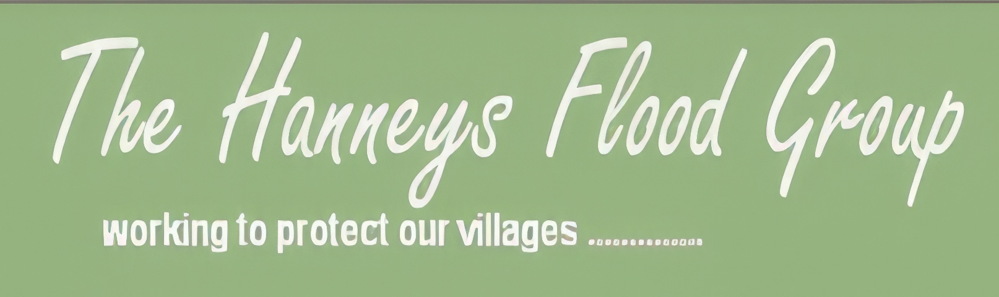 The Hanneys Flood Group
working to protect our villages ..............